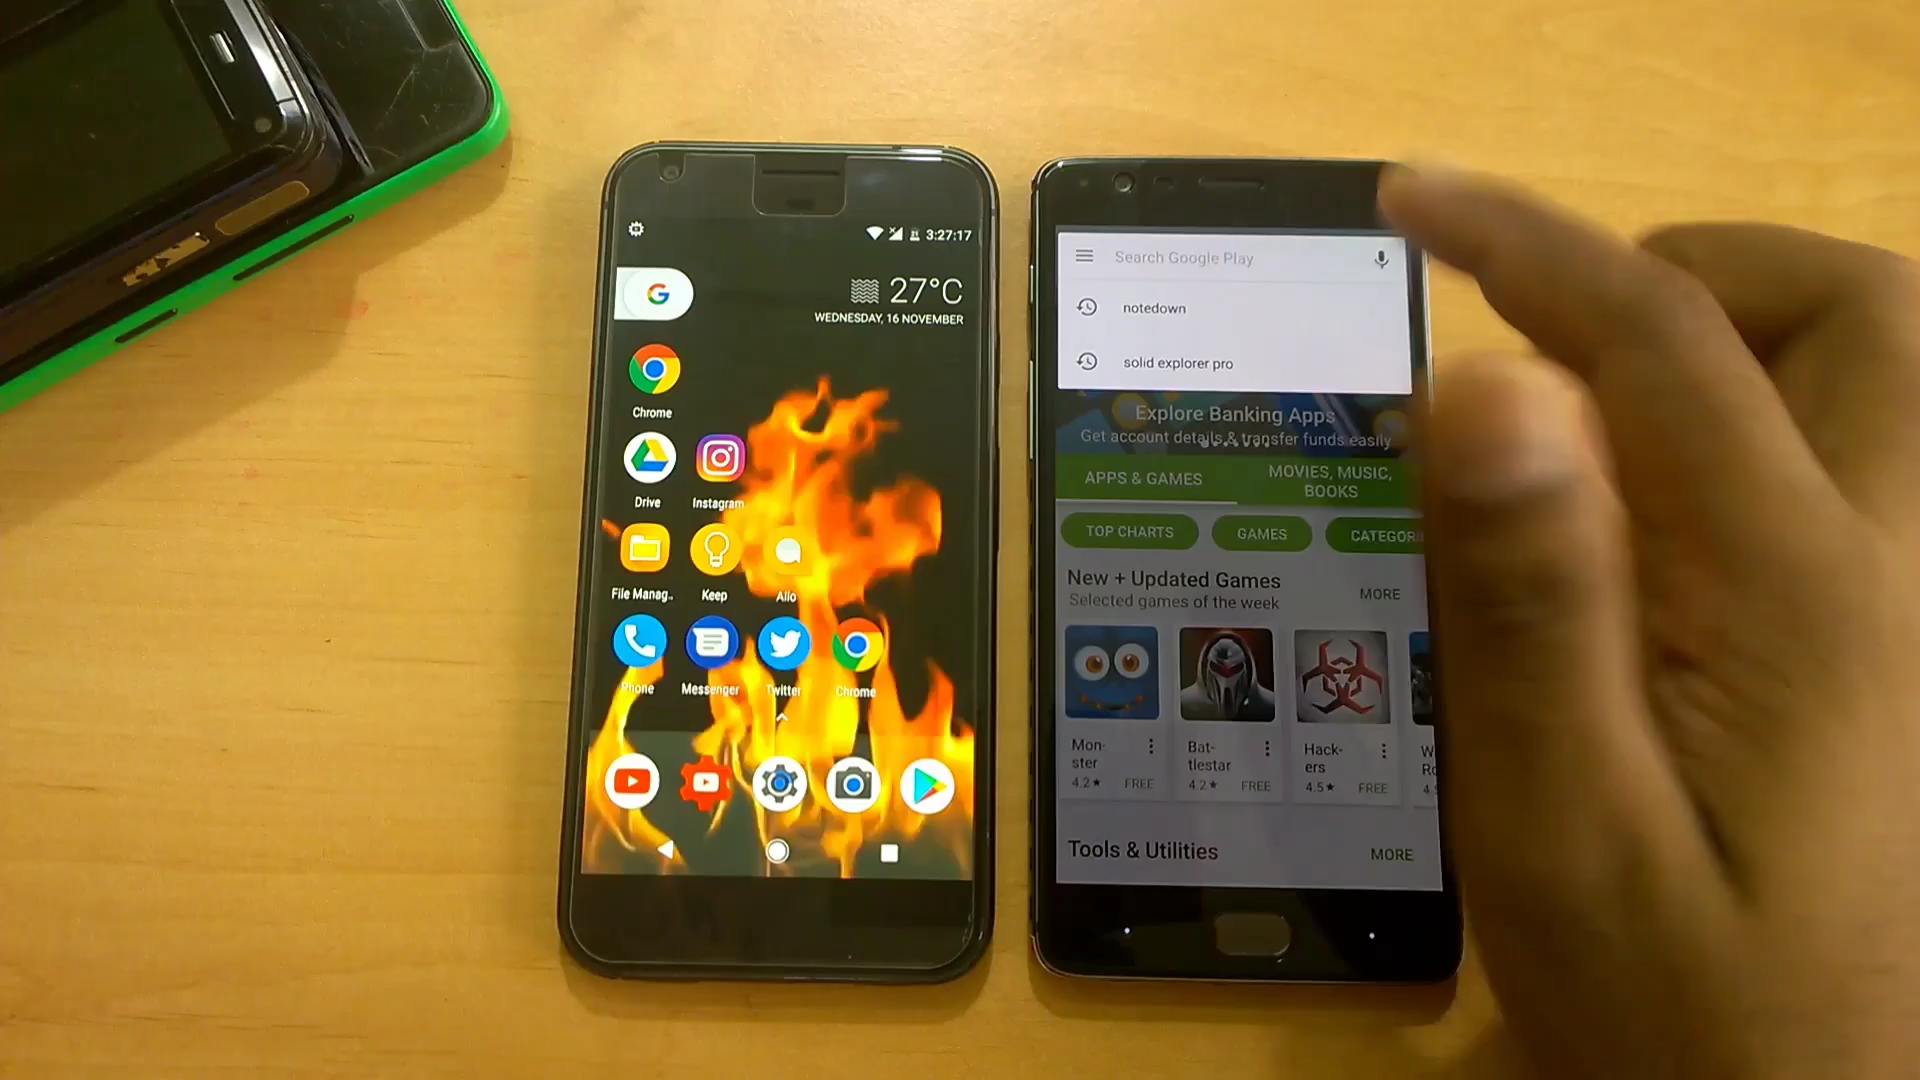 3:27:17
27°C
WEDNESDAY, 16 NOVEMBER
Chrome
Drive
Instagram
File Manag..
Keep
Allo
Phone
Messenger
Twitter
Chrome
Search Google Play
notedown
solid explorer pro
Explore Banking Apps
Get account details & transfer funds easily
APPS & GAMES
MOVIES, MUSIC,
BOOKS
TOP CHARTS
GAMES
CATEGOR
New + Updated Games
MORE
Selected games of the week
Mon-
ster
4.2★ FREE
Bat-
tlestar
4.2★ FREE
Hack-
ers
4.5★ FREE
W
Ro
4.
Tools & Utilities
MORE